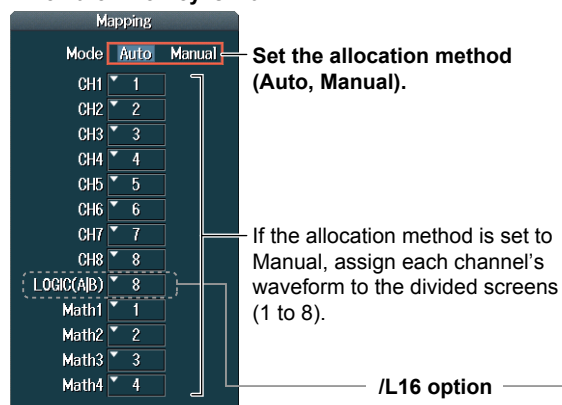 Mapping
Mode Auto Manual
Set the allocation method
(Auto, Manual).
CH1 1
CH2 2
CH3 3
CH4 4
CH5 5
CH6 6
CH7 7
CH8 8
LOGIC(A|B) 8
Math1 1
Math2 2
Math3 3
Math4 4
If the allocation method is set to
Manual, assign each channel's
waveform to the divided screens
(1 to 8).
/L16 option